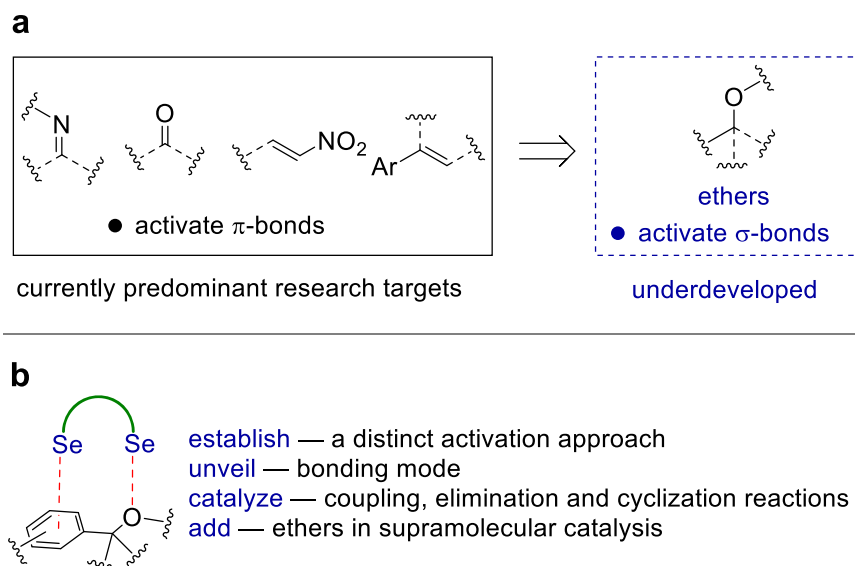 a
N
O
NO2
Ar
O
ethers
● activate π-bonds
● activate σ-bonds
currently predominant research targets
underdeveloped
b
Se Se
O
establish — a distinct activation approach
unveil — bonding mode
catalyze — coupling, elimination and cyclization reactions
add — ethers in supramolecular catalysis